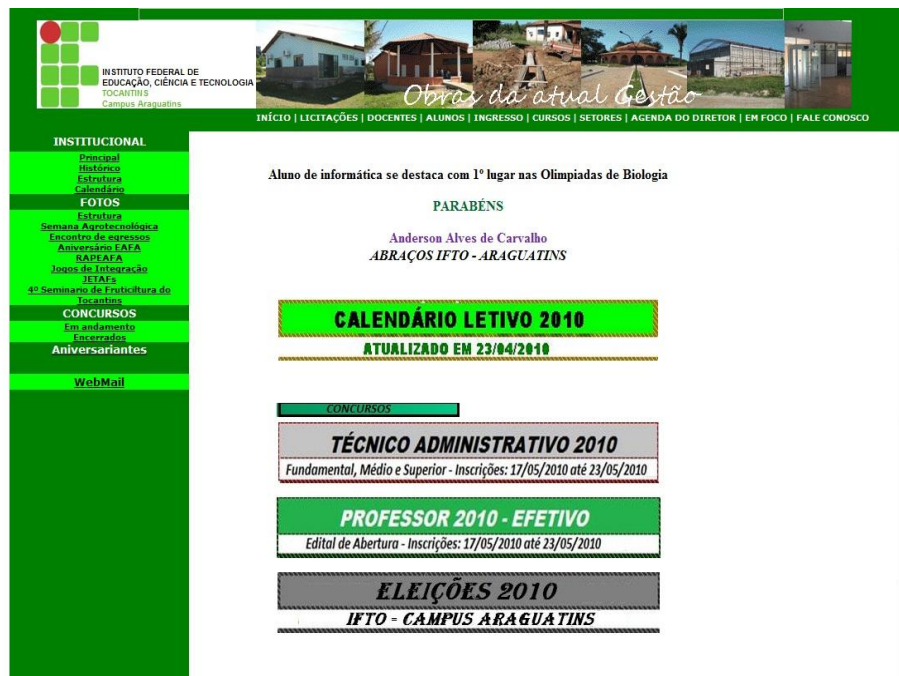 INSTITUTO FEDERAL DE
EDUCAÇÃO, CIÊNCIA E TECNOLOGIA
TOCANTINS
Campus Araguatins
Obras da atual Gestão
INÍCIO | LICITAÇÕES | DOCENTES | ALUNOS | INGRESSO | CURSOS | SETORES | AGENDA DO DIRETOR | EM FOCO | FALE CONOSCO
INSTITUCIONAL
Principal
Histórico
Estrutura
Calendário
FOTOS
Estrutura
Semana Agrotecnológica
Encontro de egressos
Aniversário EAFA
RAPEAFA
Jogos de Integração
JETAFs
4º Seminario de Fruticiltura do
Tocantins
CONCURSOS
Em andamento
Encerrados
Aniversariantes
WebMail
Aluno de informática se destaca com 1º lugar nas Olimpiadas de Biologia
PARABÉNS
Anderson Alves de Carvalho
ABRAÇOS IFTO - ARAGUATINS
CALENDÁRIO LETIVO 2010
ATUALIZADO EM 23/04/2010
CONCURSOS
TÉCNICO ADMINISTRATIVO 2010
Fundamental, Médio e Superior - Inscrições: 17/05/2010 até 23/05/2010
PROFESSOR 2010 - EFETIVO
Edital de Abertura - Inscrições: 17/05/2010 até 23/05/2010
ELEIÇÕES 2010
IFTO - CAMPUS ARAGUATINS